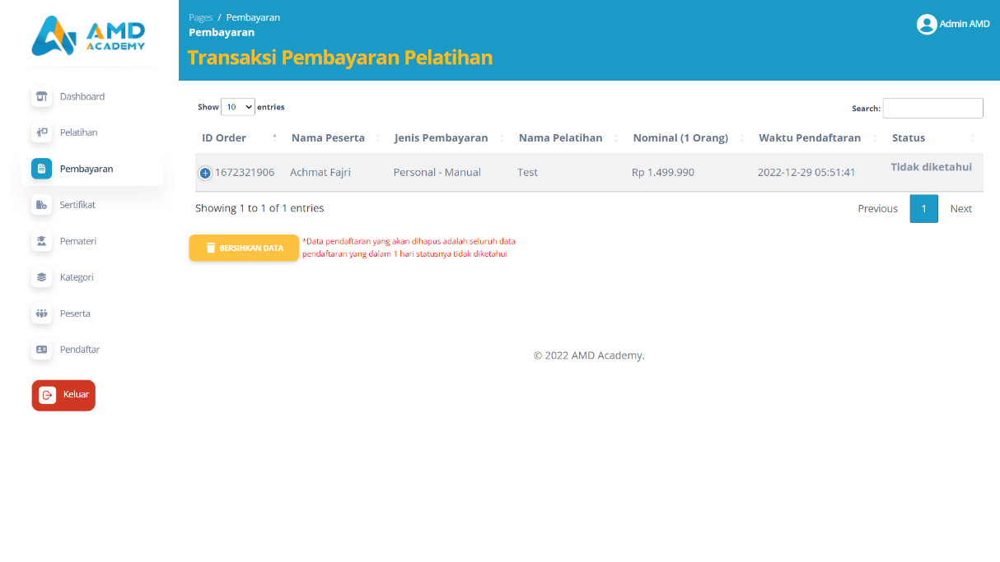 AMD
ACADEMY
Pages / Pembayaran
Pembayaran
Transaksi Pembayaran Pelatihan
Admin AMD
Dashboard
Pelatihan
Pembayaran
Sertifikat
Pemateri
Kategori
Peserta
Pendaftar
Keluar
Show 10 entries
Search:
ID Order Nama Peserta Jenis Pembayaran Nama Pelatihan Nominal (1 Orang) Waktu Pendaftaran Status
1672321906 Achmat Fajri Personal - Manual Test Rp 1.499.990 2022-12-29 05:51:41 Tidak diketahui
Showing 1 to 1 of 1 entries
Previous 1 Next
BERSIHKAN DATA
*Data pendaftaran yang akan dihapus adalah seluruh data
pendaftaran yang dalam 1 hari statusnya tidak diketahui
© 2022 AMD Academy.